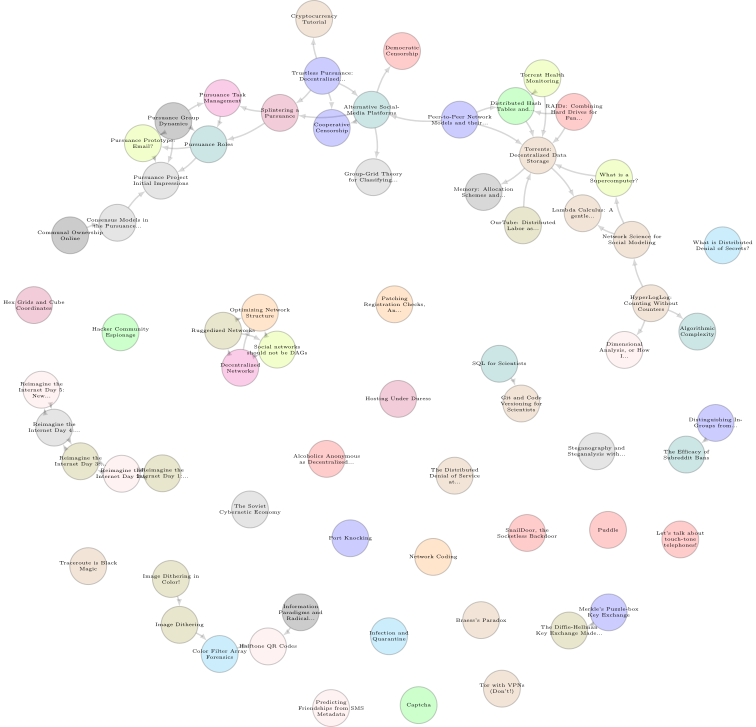 Cryptocurrency
Tutorial
Democratic
Censorship
Trustless Pursuance:
Decentralized...
Torrent Health
Monitoring
Pursuance Task
Management
Splintering a
Pursuance
Alternative Social-
Media Platforms
Distributed Hash
Tables and...
RAIDs: Combining
Hard Drives for
Fun...
Pursuance Group
Dynamics
Cooperative
Censorship
Peer-to-Peer Network
Models and their...
Pursuance Prototype:
Email?
Pursuance Roles
Torrents:
Decentralized Data
Storage
Pursuance Project
Initial Impressions
Group-Grid Theory
for Classifying...
What is a
Supercomputer?
Memory: Allocation
Schemes and...
Consensus Models in
the Pursuance...
Communal Ownership
Online
OurTube: Distributed
Labor as...
Lambda Calculus: A
gentle...
Network Science for
Social Modeling
What is Distributed
Denial of Secrets?
Hex Grids and Cube
Coordinates
Patching
Registration Checks,
An...
HyperLogLog:
Counting Without
Counters
Hacker Community
Espionage
Optimizing Network
Structure
Ruggedized Networks
Algorithmic
Complexity
Social networks
should not be DAGs
Dimensional
Analysis, or How
I...
Decentralized
Networks
SQL for Scientists
Reimagine the
Internet Day 5:
New...
Hosting Under Duress
Git and Code
Versioning for
Scientists
Reimagine the
Internet Day 4:...
Distinguishing In-
Groups from...
Steganography and
Steganalysis with...
The Efficacy of
Subreddit Bans
Reimagine the
Internet Day 3:
Reimagine the
Internet Day 2:
Reimagine the
Internet Day 1:...
Alcoholics Anonymous
as Decentralized...
The Distributed
Denial of Service
at...
The Soviet
Cybernetic Economy
Port Knocking
SnailDoor, the
Socketless Backdoor
Puddle
Let's talk about
touch-tone
telephones!
Network Coding
Traceroute is Black
Magic
Image Dithering in
Color!
Information
Paradigms and
Radical...
Image Dithering
Infection and
Quarantine
Braess's Paradox
Merkle's Puzzle-box
Key Exchange
The Diffie-Hellman
Key Exchange Made...
Color Filter Array
Forensics
Halftone QR Codes
Tor with VPNs
(Don't!)
Predicting
Friendships from SMS
Metadata
Captcha